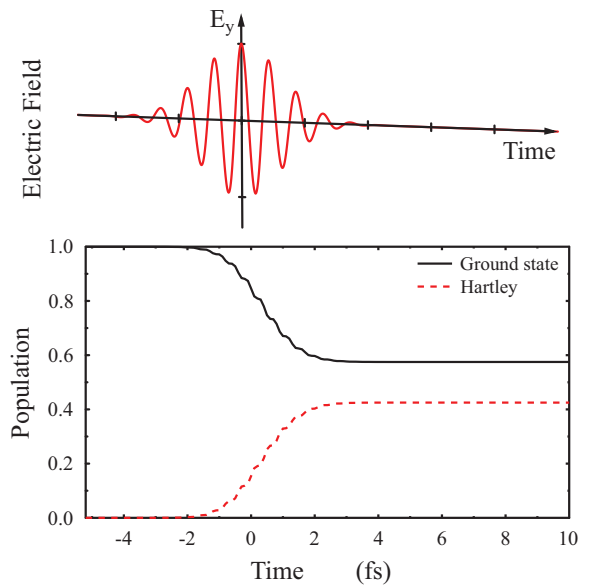 E_y
Electric Field
Time
1.0
0.8
0.6
0.4
0.2
0.0
Population
Ground state
Hartley
-4 -2 0 2 4 6 8 10
Time (fs)